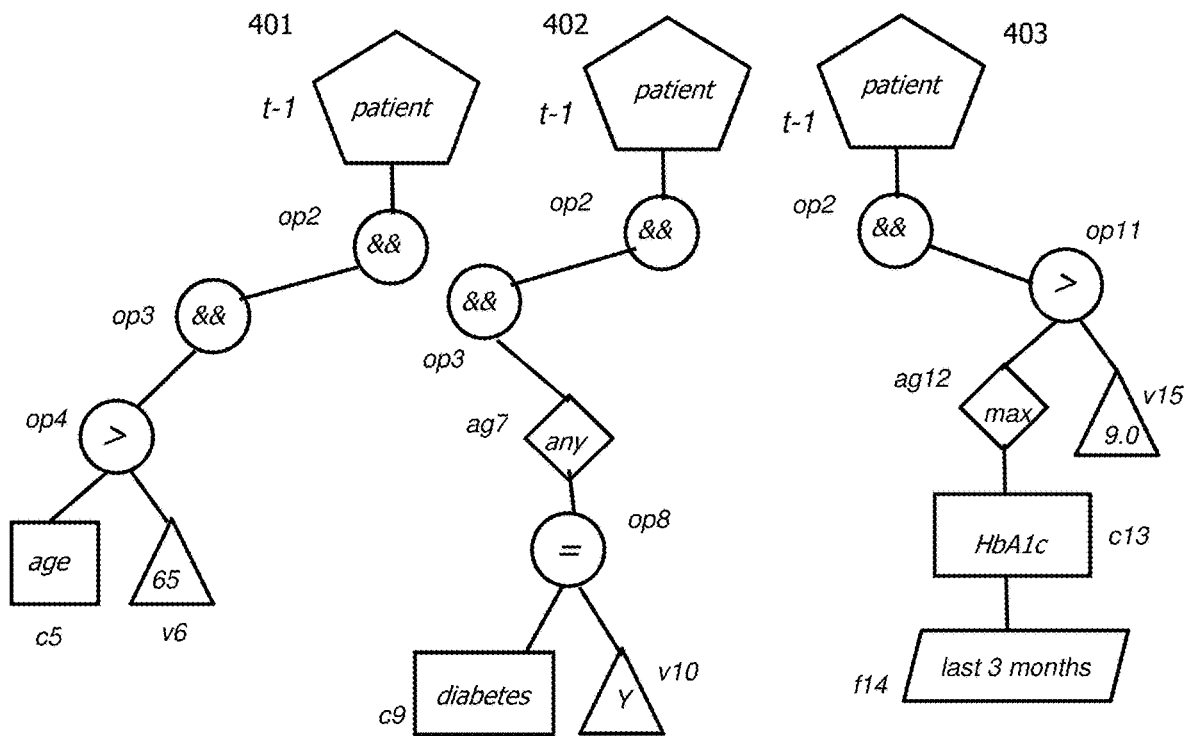 401
402
403
patient
patient
patient
t-1
t-1
t-1
op2
&&
op2
&&
op2
&&
op11
>
op3
&&
&&
op3
ag12
max
v15
9.0
op4
>
ag7
any
op8
=
HbA1c
c13
age
65
c5
v6
last 3 months
f14
diabetes
c9
Y
v10